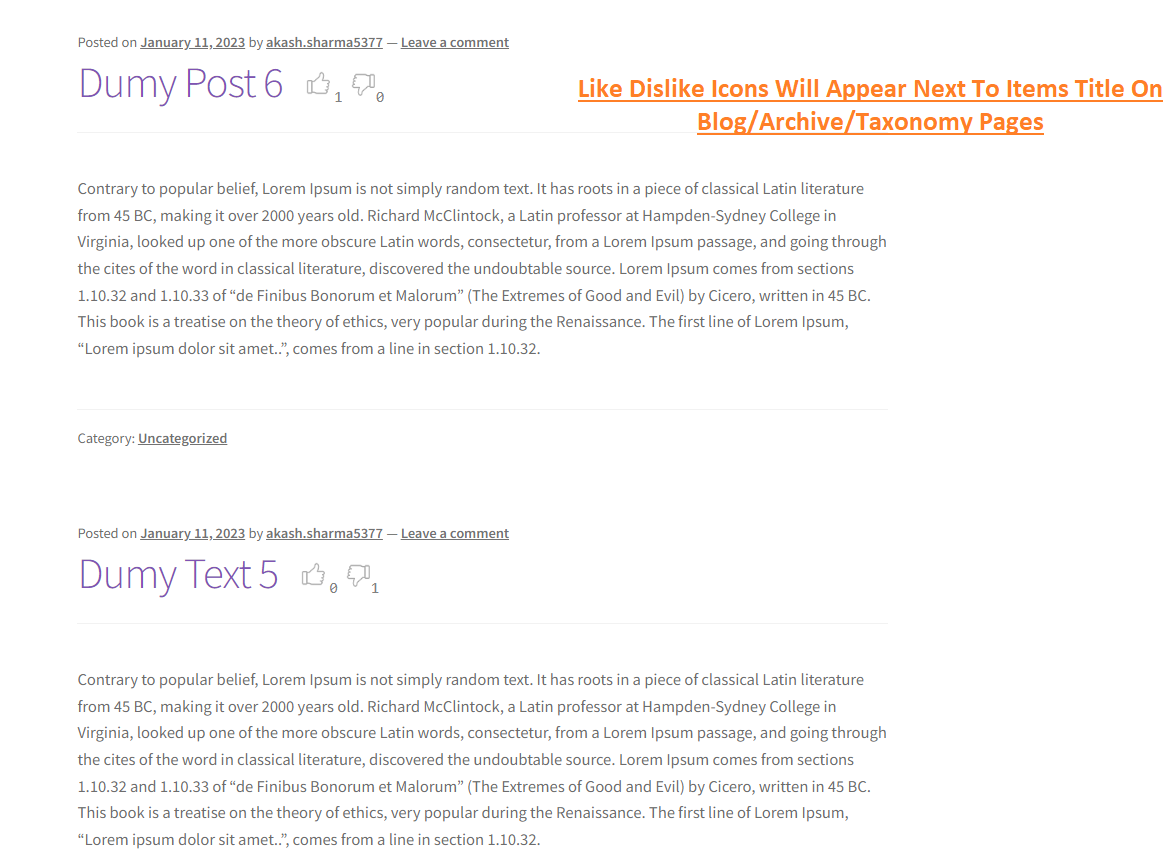 Posted on January 11, 2023 by akash.sharma5377 — Leave a comment
Dumy Post 6 1 0
Like Dislike Icons Will Appear Next To Items Title On
Blog/Archive/Taxonomy Pages
Contrary to popular belief, Lorem Ipsum is not simply random text. It has roots in a piece of classical Latin literature
from 45 BC, making it over 2000 years old. Richard McClintock, a Latin professor at Hampden-Sydney College in
Virginia, looked up one of the more obscure Latin words, consectetur, from a Lorem Ipsum passage, and going through
the cites of the word in classical literature, discovered the undoubtable source. Lorem Ipsum comes from sections
1.10.32 and 1.10.33 of “de Finibus Bonorum et Malorum” (The Extremes of Good and Evil) by Cicero, written in 45 BC.
This book is a treatise on the theory of ethics, very popular during the Renaissance. The first line of Lorem Ipsum,
“Lorem ipsum dolor sit amet..”, comes from a line in section 1.10.32.
Category: Uncategorized
Posted on January 11, 2023 by akash.sharma5377 — Leave a comment
Dumy Text 5 0 1
Contrary to popular belief, Lorem Ipsum is not simply random text. It has roots in a piece of classical Latin literature
from 45 BC, making it over 2000 years old. Richard McClintock, a Latin professor at Hampden-Sydney College in
Virginia, looked up one of the more obscure Latin words, consectetur, from a Lorem Ipsum passage, and going through
the cites of the word in classical literature, discovered the undoubtable source. Lorem Ipsum comes from sections
1.10.32 and 1.10.33 of “de Finibus Bonorum et Malorum” (The Extremes of Good and Evil) by Cicero, written in 45 BC.
This book is a treatise on the theory of ethics, very popular during the Renaissance. The first line of Lorem Ipsum,
“Lorem ipsum dolor sit amet..”, comes from a line in section 1.10.32.